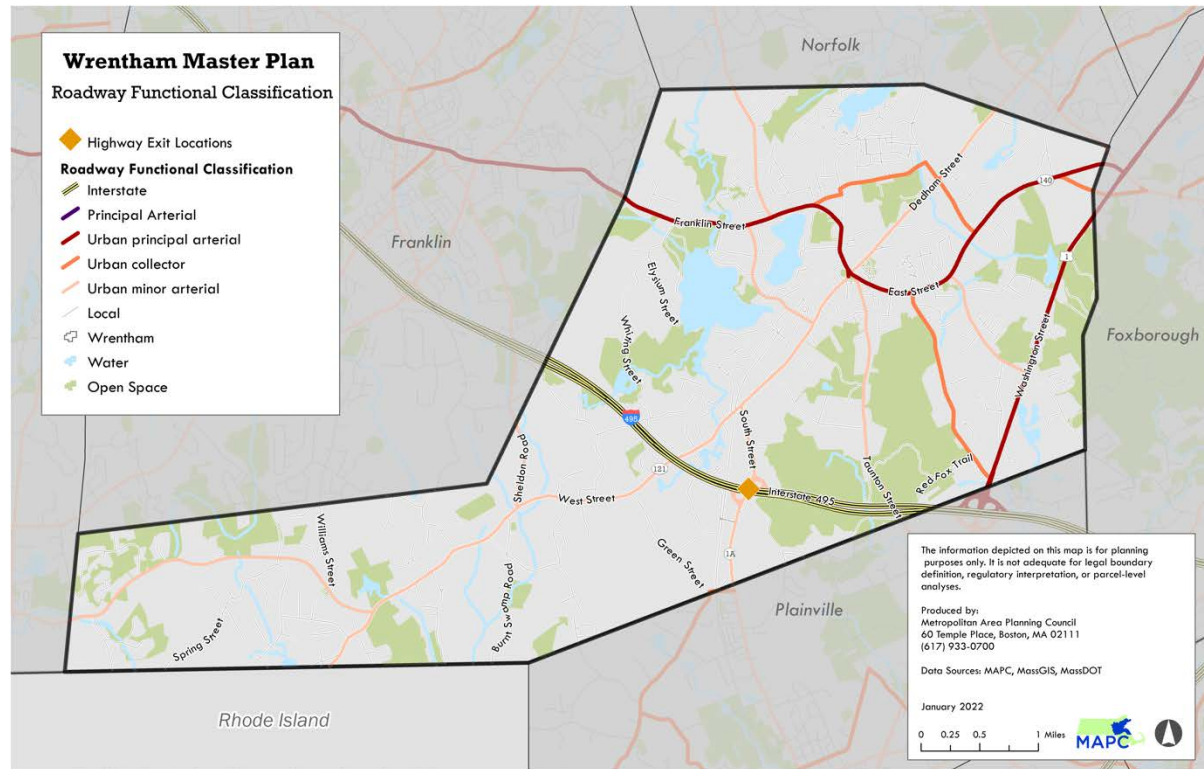 Wrentham Master Plan
Roadway Functional Classification
Highway Exit Locations
Roadway Functional Classification
Interstate
Principal Arterial
Urban principal arterial
Urban collector
Urban minor arterial
Local
Wrentham
Water
Open Space
Norfolk
Franklin
Foxborough
Plainville
Rhode Island
Dedham Street
140
Franklin Street
1
Elysium Street
East Street
Whiting Street
Washington Street
495
South Street
Sheldon Road
121
West Street
Interstate 495
Taunton Street
Red Fox Trail
Williams Street
Green Street
1A
Burnt Swamp Road
Spring Street
The information depicted on this map is for planning
purposes only. It is not adequate for legal boundary
definition, regulatory interpretation, or parcel-level
analyses.
Produced by:
Metropolitan Area Planning Council
60 Temple Place, Boston, MA 02111
(617) 933-0700
Data Sources: MAPC, MassGIS, MassDOT
January 2022
0 0.25 0.5 1 Miles
MAPC